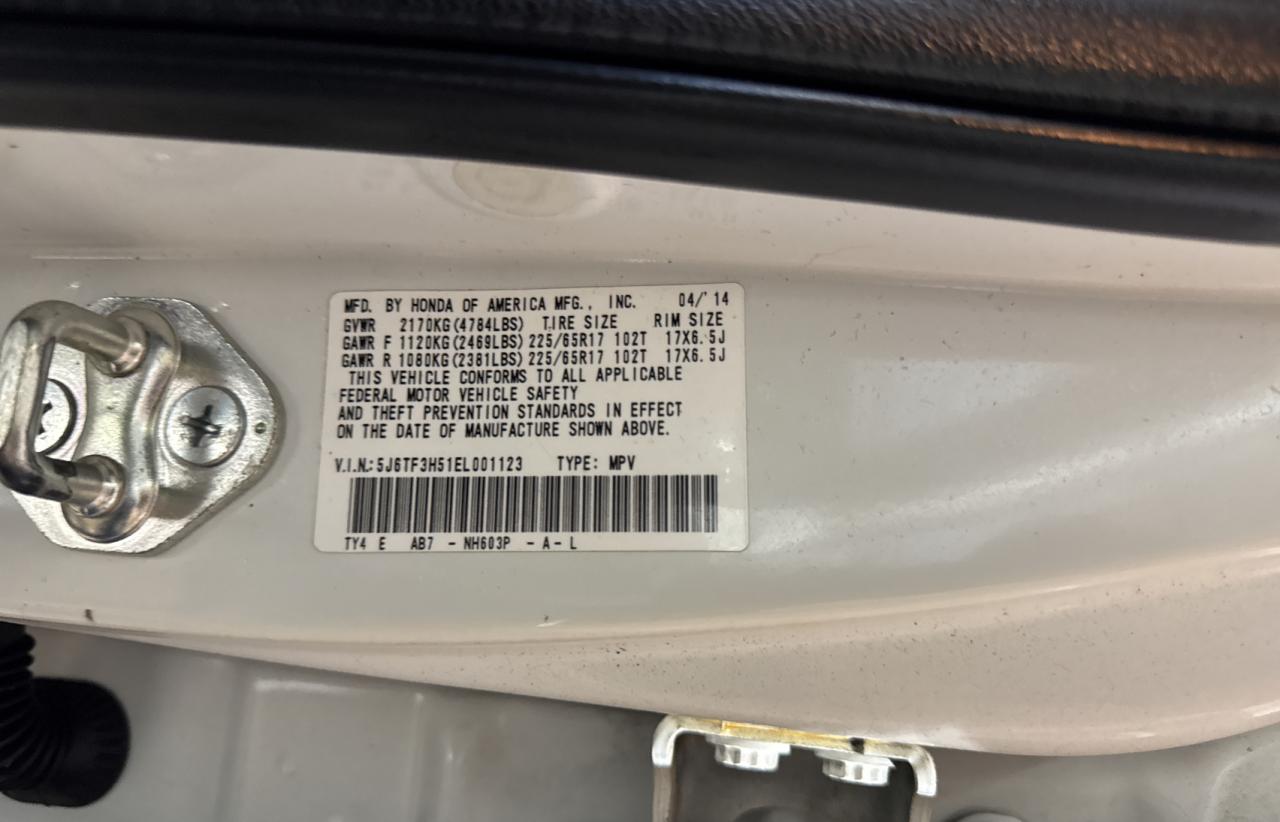 MFD. BY HONDA OF AMERICA MFG., INC. 04/'14
GVWR 2170KG(4784LBS) TIRE SIZE RIM SIZE
GAWR F 1120KG(2469LBS) 225/65R17 102T 17X6.5J
GAWR R 1080KG(2381LBS) 225/65R17 102T 17X6.5J
THIS VEHICLE CONFORMS TO ALL APPLICABLE
FEDERAL MOTOR VEHICLE SAFETY
AND THEFT PREVENTION STANDARDS IN EFFECT
ON THE DATE OF MANUFACTURE SHOWN ABOVE.
V.I.N.: 5J6TF3H51EL001123 TYPE: MPV
TY4 E AB7 - NH603P - A - L